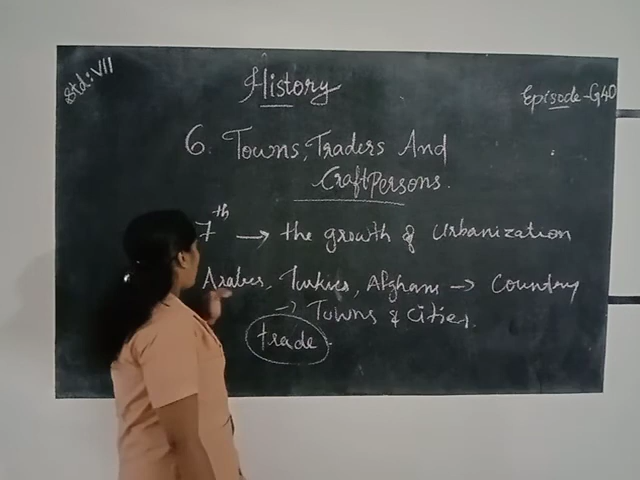 Std: VII
History
Episode-G40
6. Towns, Traders And
CraftPersons.
7th → the growth of Urbanization
Arabies, Turkies, Afghans → Country
→ Towns & Cities.
trade